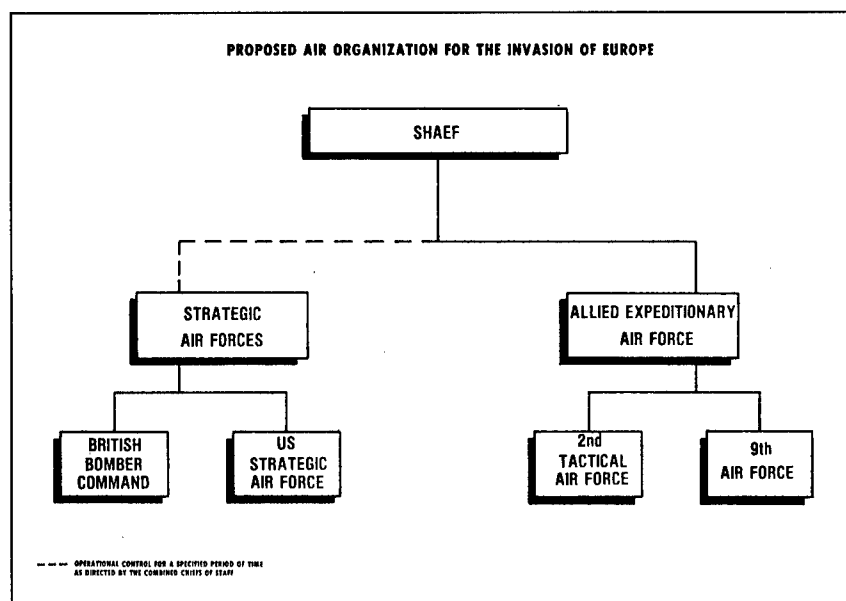 PROPOSED AIR ORGANIZATION FOR THE INVASION OF EUROPE
SHAEF
STRATEGIC
AIR FORCES
ALLIED EXPEDITIONARY
AIR FORCE
BRITISH
BOMBER
COMMAND
US
STRATEGIC
AIR FORCE
2nd
TACTICAL
AIR FORCE
9th
AIR FORCE
OPERATIONAL CONTROL FOR A SPECIFIED PERIOD OF TIME
AS DIRECTED BY THE COMBINED CHIEFS OF STAFF